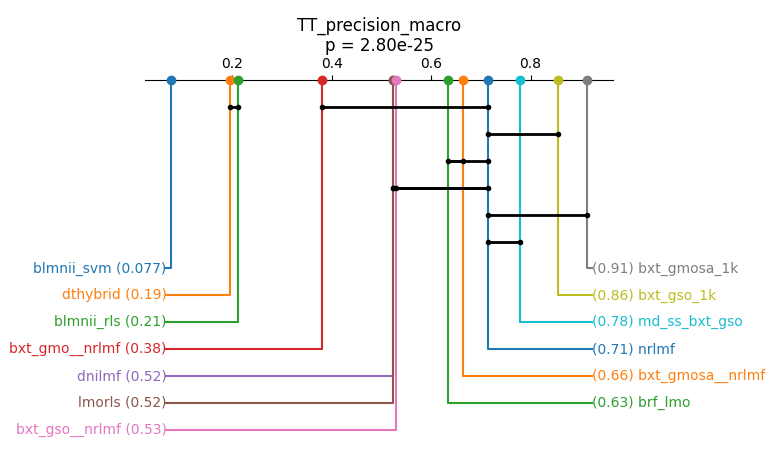 TT_precision_macro
p = 2.80e-25
0.2 0.4 0.6 0.8
blmnii_svm (0.077)
dthybrid (0.19)
blmnii_rls (0.21)
bxt_gmo__nrlmf (0.38)
dnilmf (0.52)
lmorls (0.52)
bxt_gso__nrlmf (0.53)
(0.91) bxt_gmosa_1k
(0.86) bxt_gso_1k
(0.78) md_ss_bxt_gso
(0.71) nrlmf
(0.66) bxt_gmosa__nrlmf
(0.63) brf_lmo